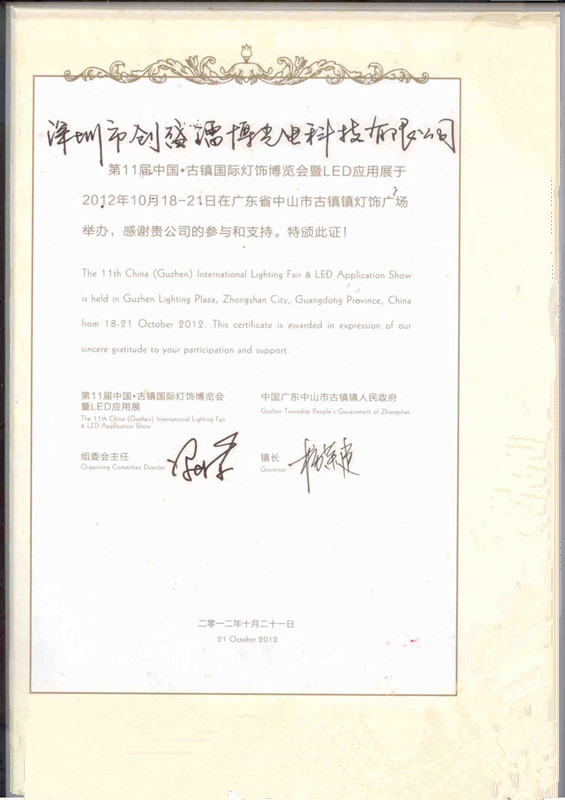 深圳市创盛濡博光电科技有限公司
第11届中国•古镇国际灯饰博览会暨LED应用展于
2012年10月18-21日在广东省中山市古镇镇灯饰广场
举办，感谢贵公司的参与和支持。特颁此证！
The 11th China (Guzhen) International Lighting Fair & LED Application Show
is held in Guzhen Lighting Plaza, Zhongshan City, Guangdong Province, China
from 18-21 October 2012. This certificate is awarded in expression of our
sincere gratitude to your participation and support.
第11届中国•古镇国际灯饰博览会
暨LED应用展
The 11th China (Guzhen) International Lighting Fair
& LED Application Show
组委会主任
Organizing Committee Director
中国广东中山市古镇镇人民政府
Guzhen Township People's Government of Zhongshan
镇长
Governor
二零一二年十月二十一日
21 October 2012